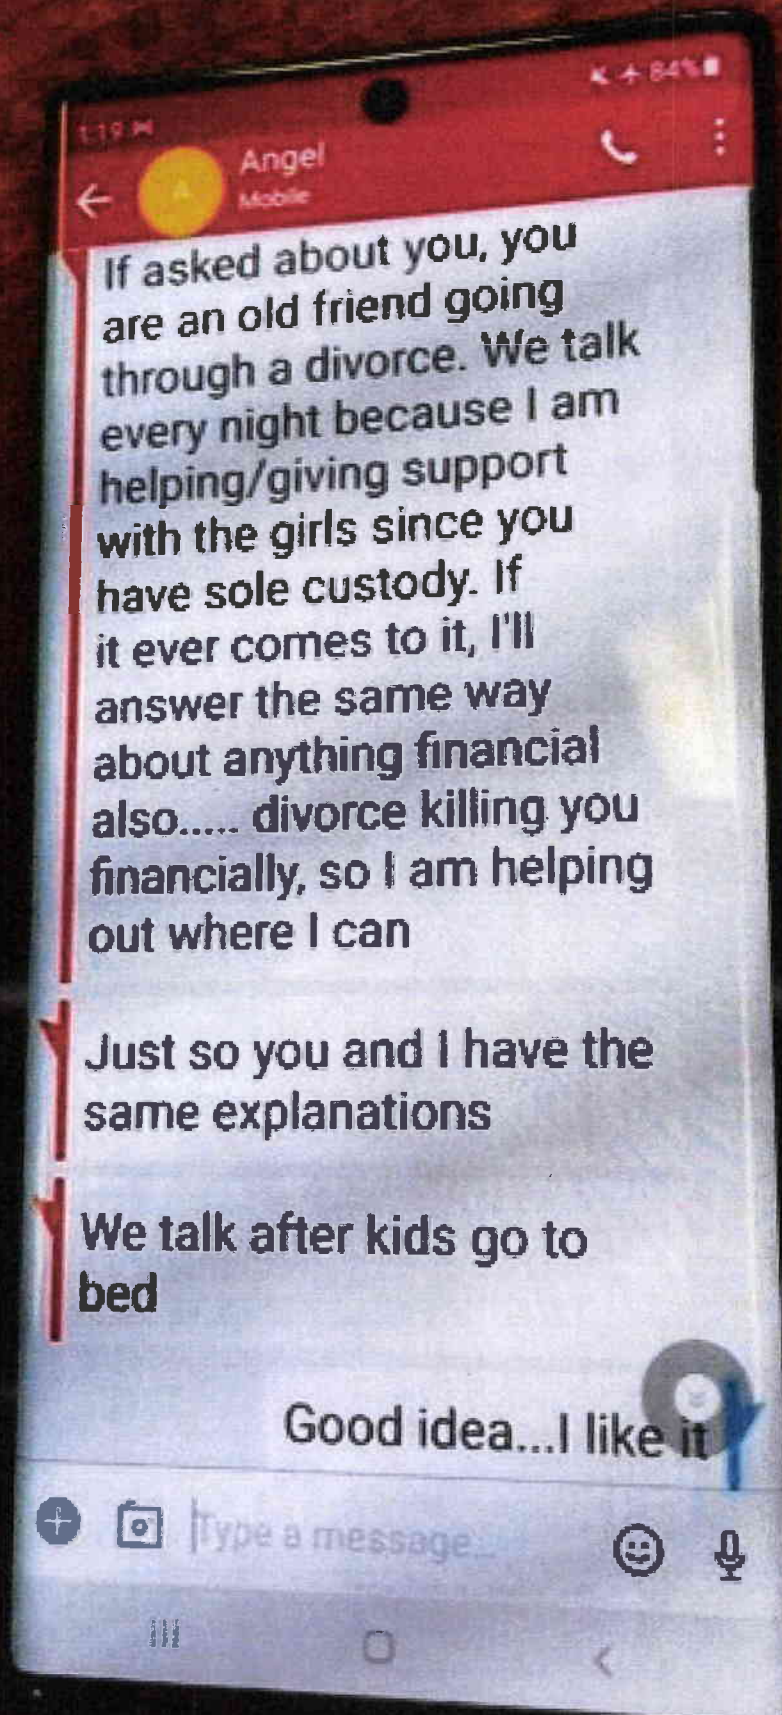 1:19
84%
Angel
Mobile
If asked about you, you
are an old friend going
through a divorce. We talk
every night because I am
helping/giving support
with the girls since you
have sole custody. If
it ever comes to it, I'll
answer the same way
about anything financial
also..... divorce killing you
financially, so I am helping
out where I can
Just so you and I have the
same explanations
We talk after kids go to
bed
Good idea...I like it
Type a message...